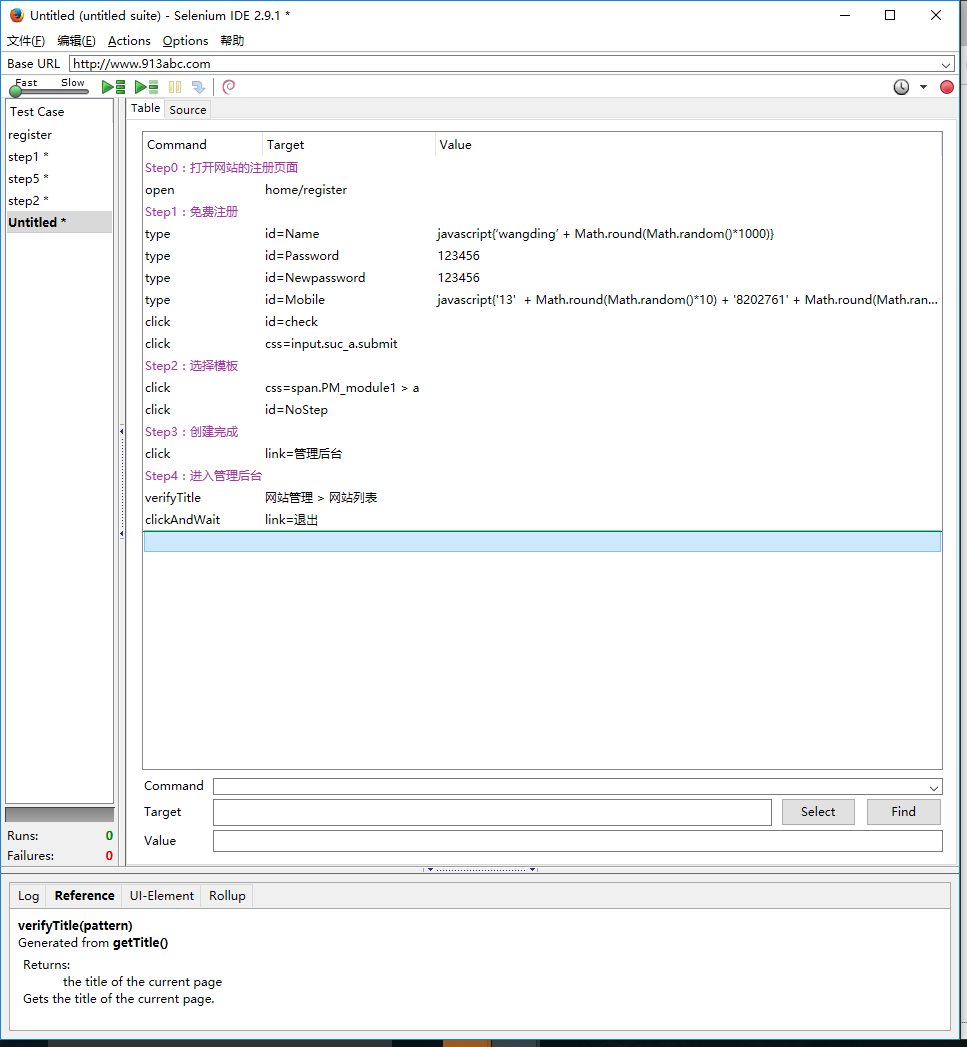 Untitled (untitled suite) - Selenium IDE 2.9.1 *
文件(F) 编辑(E) Actions Options 帮助
Base URL http://www.913abc.com
Fast Slow
Table Source
Test Case
register
step1 *
step5 *
step2 *
Untitled *
Command Target Value
Step0：打开网站的注册页面
open home/register
Step1：免费注册
type id=Name javascript{'wangding' + Math.round(Math.random()*1000)}
type id=Password 123456
type id=Newpassword 123456
type id=Mobile javascript{'13' + Math.round(Math.random()*10) + '8202761' + Math.round(Math.ran...
click id=check
click css=input.suc_a.submit
Step2：选择模板
click css=span.PM_module1 > a
click id=NoStep
Step3：创建完成
click link=管理后台
Step4：进入管理后台
verifyTitle 网站管理 > 网站列表
clickAndWait link=退出
Command
Target Select Find
Value
Runs: 0
Failures: 0
Log Reference UI-Element Rollup
verifyTitle(pattern)
Generated from getTitle()
Returns:
the title of the current page
Gets the title of the current page.